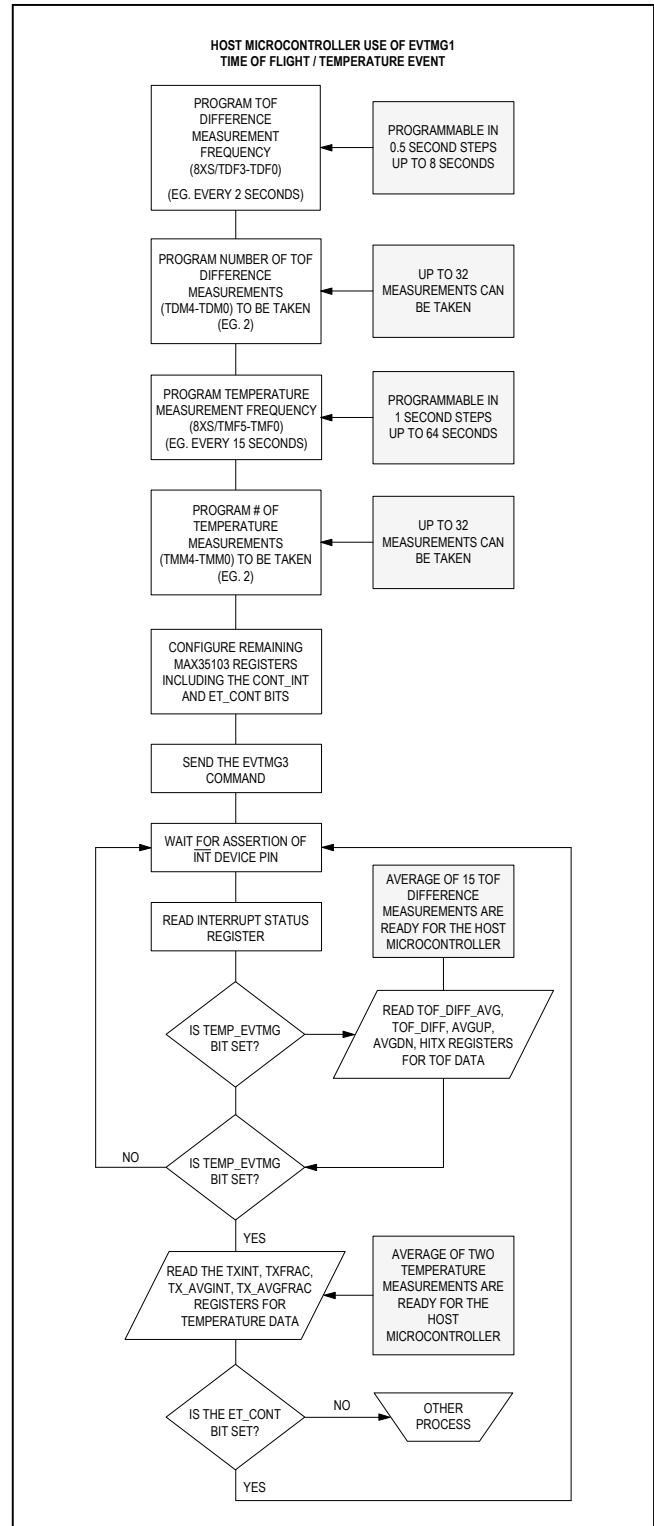 HOST MICROCONTROLLER USE OF EVTMG1
TIME OF FLIGHT / TEMPERATURE EVENT
PROGRAM TOF
DIFFERENCE
MEASUREMENT
FREQUENCY
(8XS/TDF3-TDF0)
(EG. EVERY 2 SECONDS)
PROGRAMMABLE IN
0.5 SECOND STEPS
UP TO 8 SECONDS
PROGRAM NUMBER OF TOF
DIFFERENCE
MEASUREMENTS
(TDM4-TDM0) TO BE TAKEN
(EG. 2)
UP TO 32
MEASUREMENTS CAN
BE TAKEN
PROGRAM TEMPERATURE
MEASUREMENT FREQUENCY
(8XS/TMF5-TMF0)
(EG. EVERY 15 SECONDS)
PROGRAMMABLE IN
1 SECOND STEPS
UP TO 64 SECONDS
PROGRAM # OF
TEMPERATURE
MEASUREMENTS
(TMM4-TMM0) TO BE TAKEN
(EG. 2)
UP TO 32
MEASUREMENTS CAN
BE TAKEN
CONFIGURE REMAINING
MAX35103 REGISTERS
INCLUDING THE CONT_INT
AND ET_CONT BITS
SEND THE EVTMG3
COMMAND
WAIT FOR ASSERTION OF
INT DEVICE PIN
READ INTERRUPT STATUS
REGISTER
AVERAGE OF 15 TOF
DIFFERENCE
MEASUREMENTS ARE
READY FOR THE HOST
MICROCONTROLLER
IS TEMP_EVTMG
BIT SET?
READ TOF_DIFF_AVG,
TOF_DIFF, AVGUP,
AVGDN, HITX REGISTERS
FOR TOF DATA
NO
IS TEMP_EVTMG
BIT SET?
YES
READ THE TXINT, TXFRAC,
TX_AVGINT, TX_AVGFRAC
REGISTERS FOR
TEMPERATURE DATA
AVERAGE OF TWO
TEMPERATURE
MEASUREMENTS ARE
READY FOR THE
HOST
MICROCONTROLLER
IS THE ET_CONT
BIT SET?
NO
OTHER
PROCESS
YES